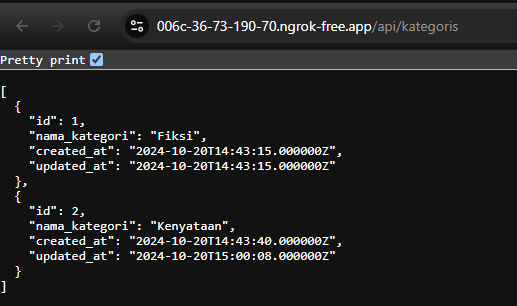 006c-36-73-190-70.ngrok-free.app/api/kategoris
Pretty print
[
  {
    "id": 1,
    "nama_kategori": "Fiksi",
    "created_at": "2024-10-20T14:43:15.000000Z",
    "updated_at": "2024-10-20T14:43:15.000000Z"
  },
  {
    "id": 2,
    "nama_kategori": "Kenyataan",
    "created_at": "2024-10-20T14:43:40.000000Z",
    "updated_at": "2024-10-20T15:00:08.000000Z"
  }
]